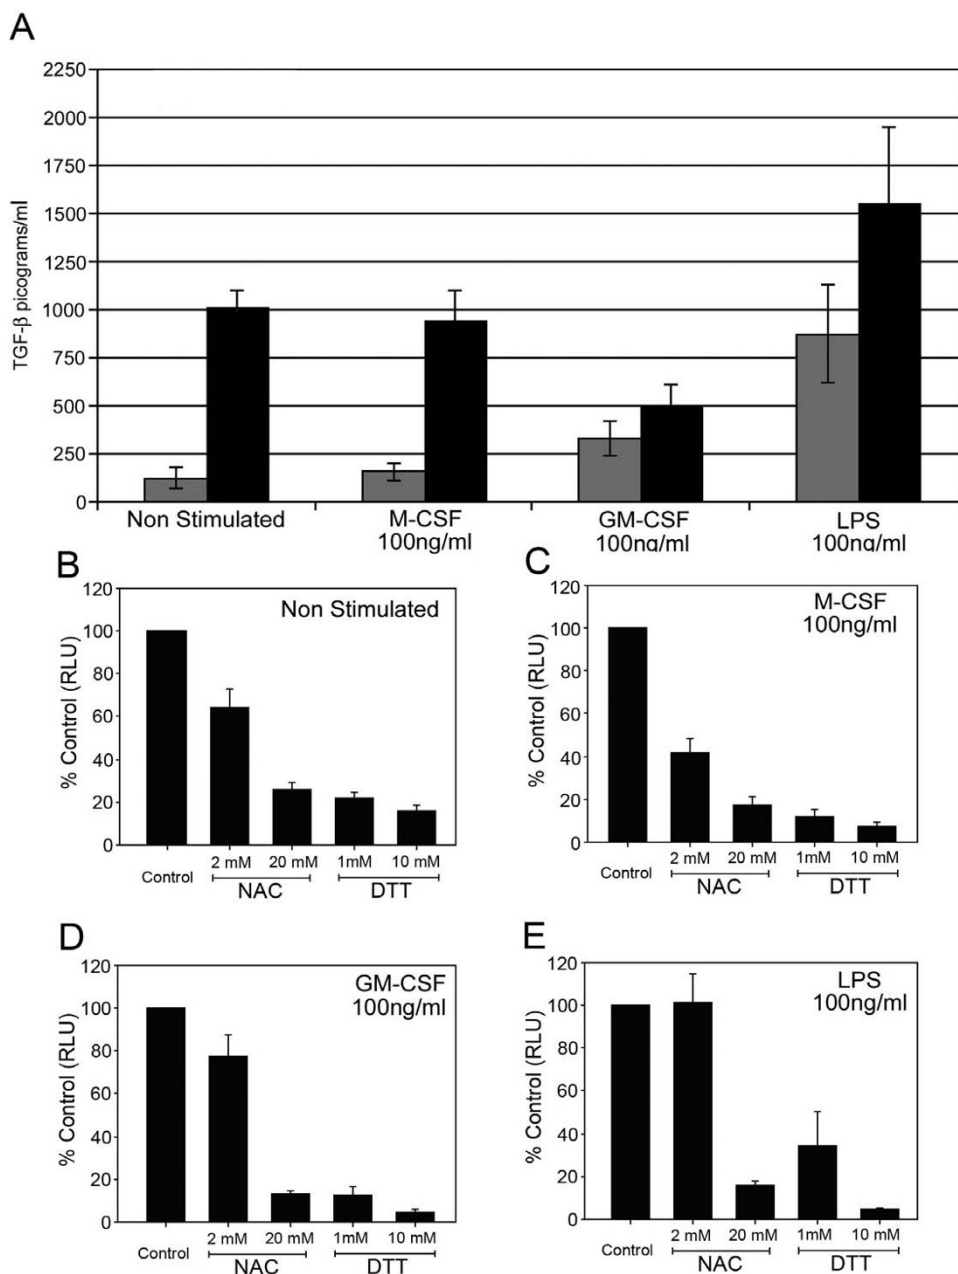 A
2250
2000
1750
1500
1250
1000
750
500
250
0
TGF-β picograms/ml
Non Stimulated
M-CSF
100ng/ml
GM-CSF
100ng/ml
LPS
100ng/ml
B
Non Stimulated
120
100
80
60
40
20
0
% Control (RLU)
Control
2 mM
20 mM
1mM
10 mM
NAC
DTT
C
M-CSF
100ng/ml
120
100
80
60
40
20
0
% Control (RLU)
Control
2 mM
20 mM
1mM
10 mM
NAC
DTT
D
GM-CSF
100ng/ml
120
100
80
60
40
20
0
% Control (RLU)
Control
2 mM
20 mM
1mM
10 mM
NAC
DTT
E
LPS
100ng/ml
120
100
80
60
40
20
0
% Control (RLU)
Control
2 mM
20 mM
1mM
10 mM
NAC
DTT